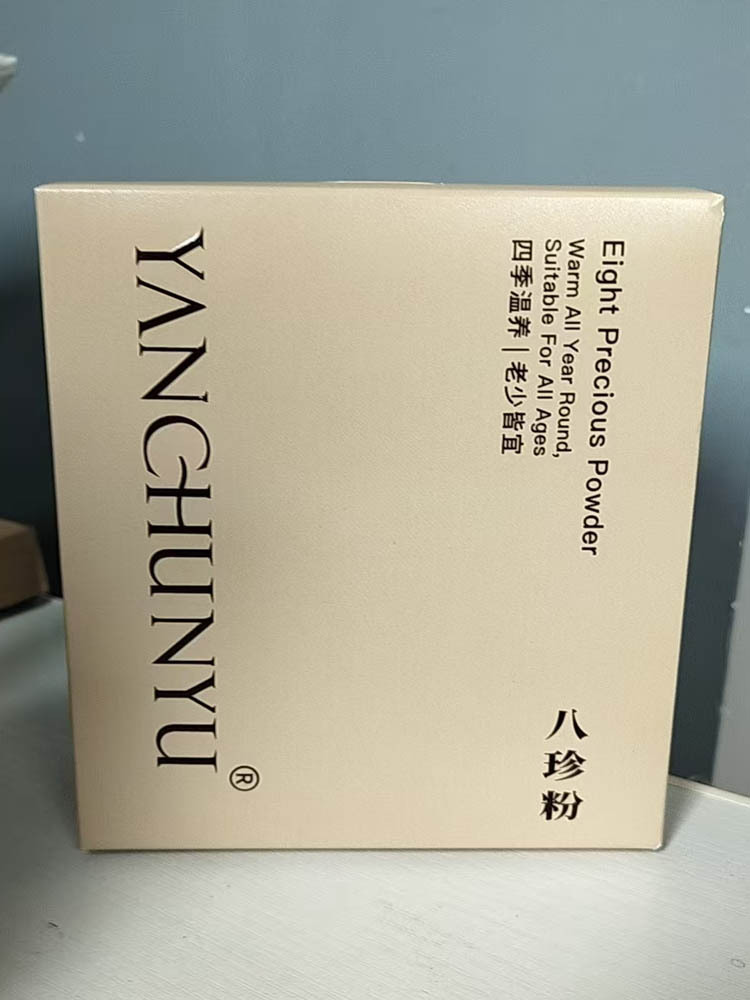 YANCHUNYU®
Eight Precious Powder
Warm All Year Round,
Suitable For All Ages
四季温养|老少皆宜
八珍粉